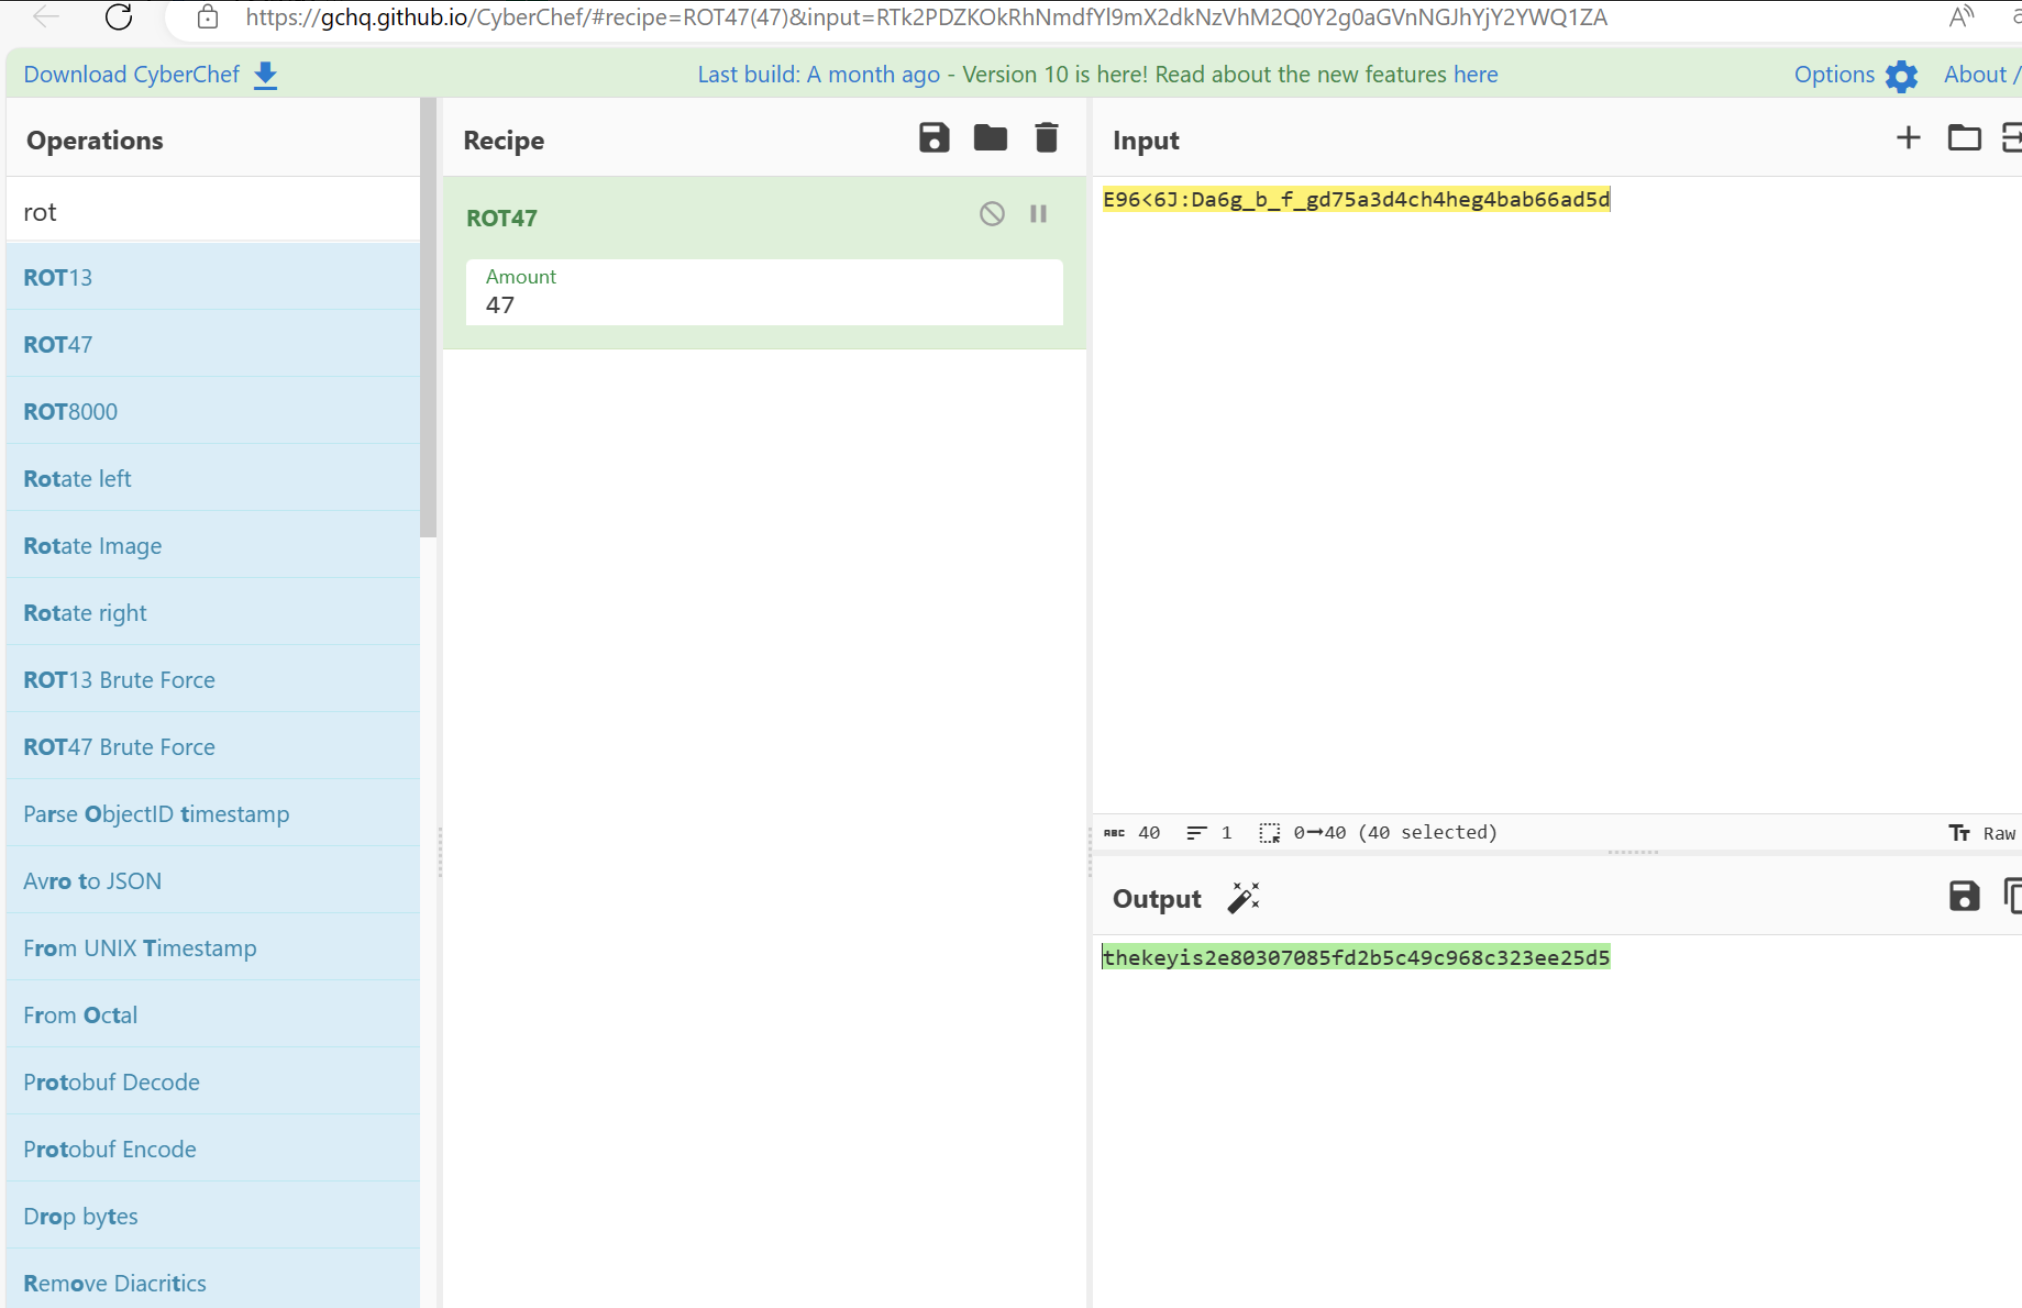 https://gchq.github.io/CyberChef/#recipe=ROT47(47)&input=RTk2PDZKOkRhNmdfYl9mX2dkNzVhM2Q0Y2g0aGVnNGJhYjY2YWQ1ZA
Download CyberChef
Last build: A month ago - Version 10 is here! Read about the new features here
Options
About /
Operations
Recipe
Input
rot
ROT13
ROT47
ROT8000
Rotate left
Rotate Image
Rotate right
ROT13 Brute Force
ROT47 Brute Force
Parse ObjectID timestamp
Avro to JSON
From UNIX Timestamp
From Octal
Protobuf Decode
Protobuf Encode
Drop bytes
Remove Diacritics
ROT47
Amount
47
E96<6J:Da6g_b_f_gd75a3d4ch4heg4bab66ad5d
ABC 40 1 0→40 (40 selected)
Tт Raw
Output
thekeyis2e80307085fd2b5c49c968c323ee25d5